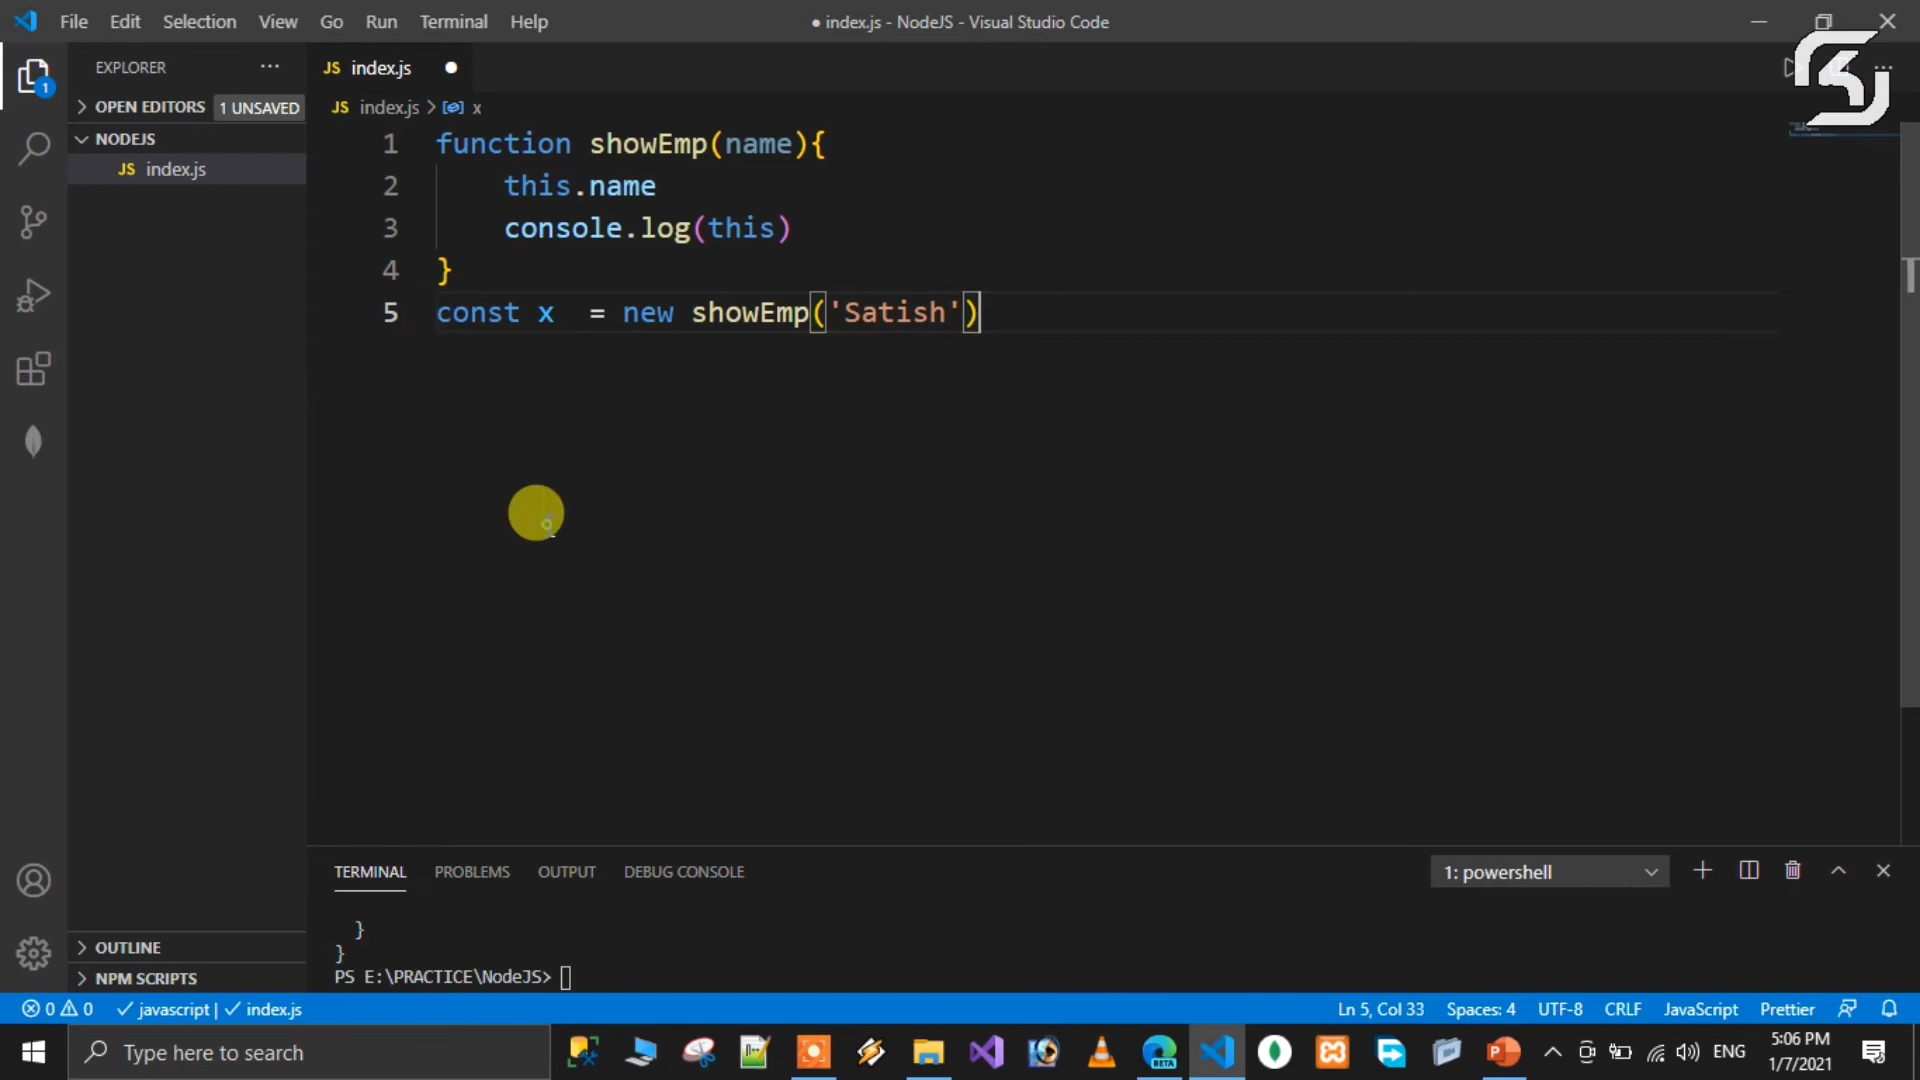 File Edit Selection View Go Run Terminal Help
● index.js - NodeJS - Visual Studio Code
EXPLORER ···
JS index.js ●
OPEN EDITORS 1 UNSAVED
JS index.js > x
NODEJS
JS index.js
1 function showEmp(name){
2 this.name
3 console.log(this)
4 }
5 const x  = new showEmp('Satish')
1
TERMINAL PROBLEMS OUTPUT DEBUG CONSOLE
1: powershell
}
}
PS E:\PRACTICE\NodeJS>
OUTLINE
NPM SCRIPTS
0 0 ✓ javascript | ✓ index.js
Ln 5, Col 33 Spaces: 4 UTF-8 CRLF JavaScript Prettier
Type here to search
BETA
ENG
5:06 PM
1/7/2021